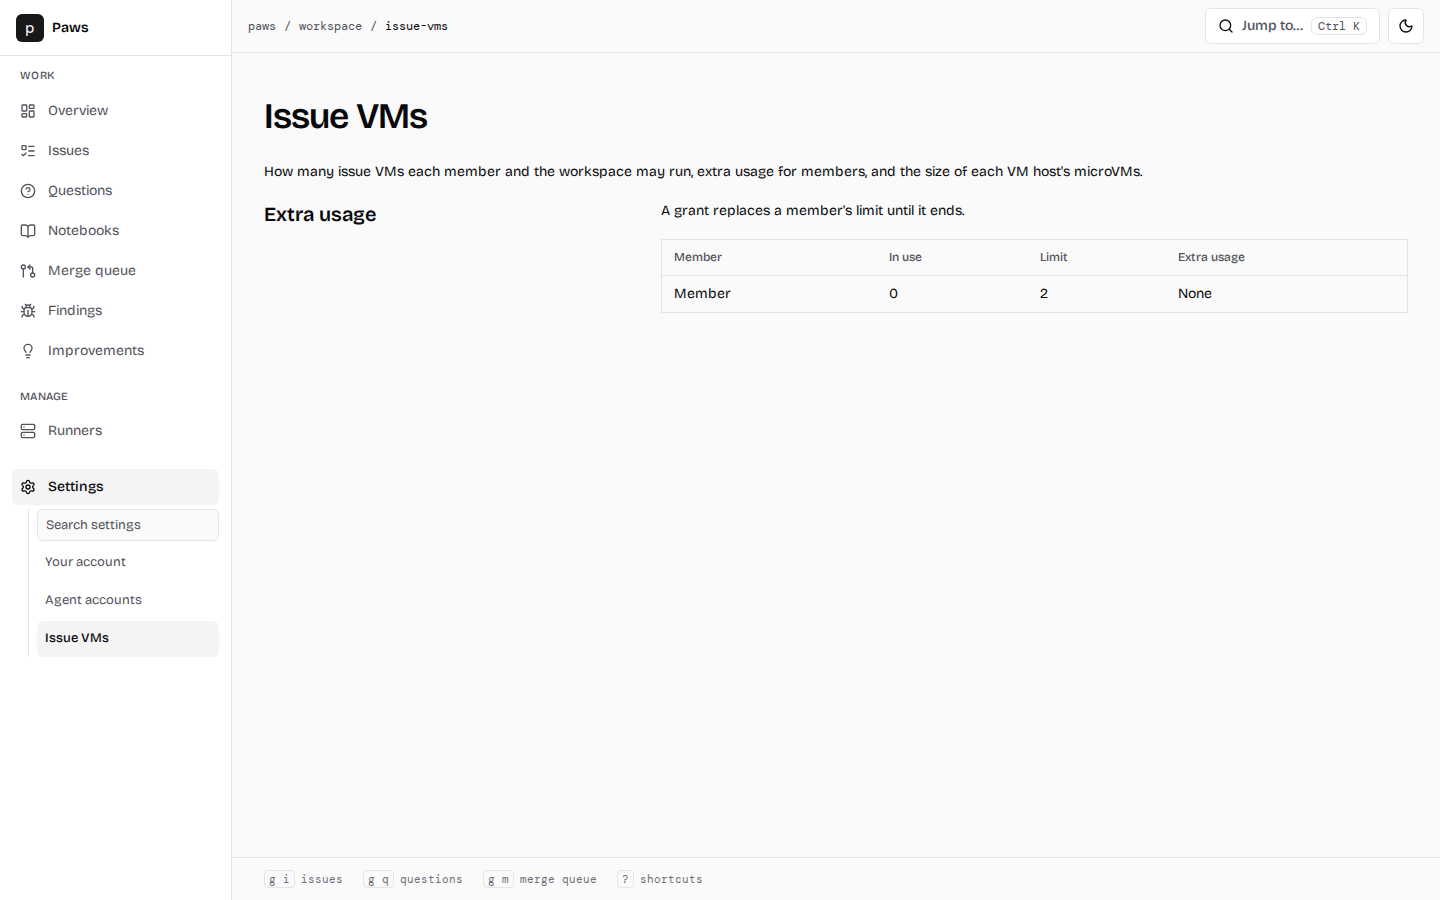 p Paws
paws / workspace / issue-vms
Jump to... Ctrl K
WORK
Overview
Issues
Questions
Notebooks
Merge queue
Findings
Improvements
MANAGE
Runners
Settings
Search settings
Your account
Agent accounts
Issue VMs
Issue VMs
How many issue VMs each member and the workspace may run, extra usage for members, and the size of each VM host's microVMs.
Extra usage
A grant replaces a member's limit until it ends.
Member In use Limit Extra usage
Member 0 2 None
g i issues g q questions g m merge queue ? shortcuts